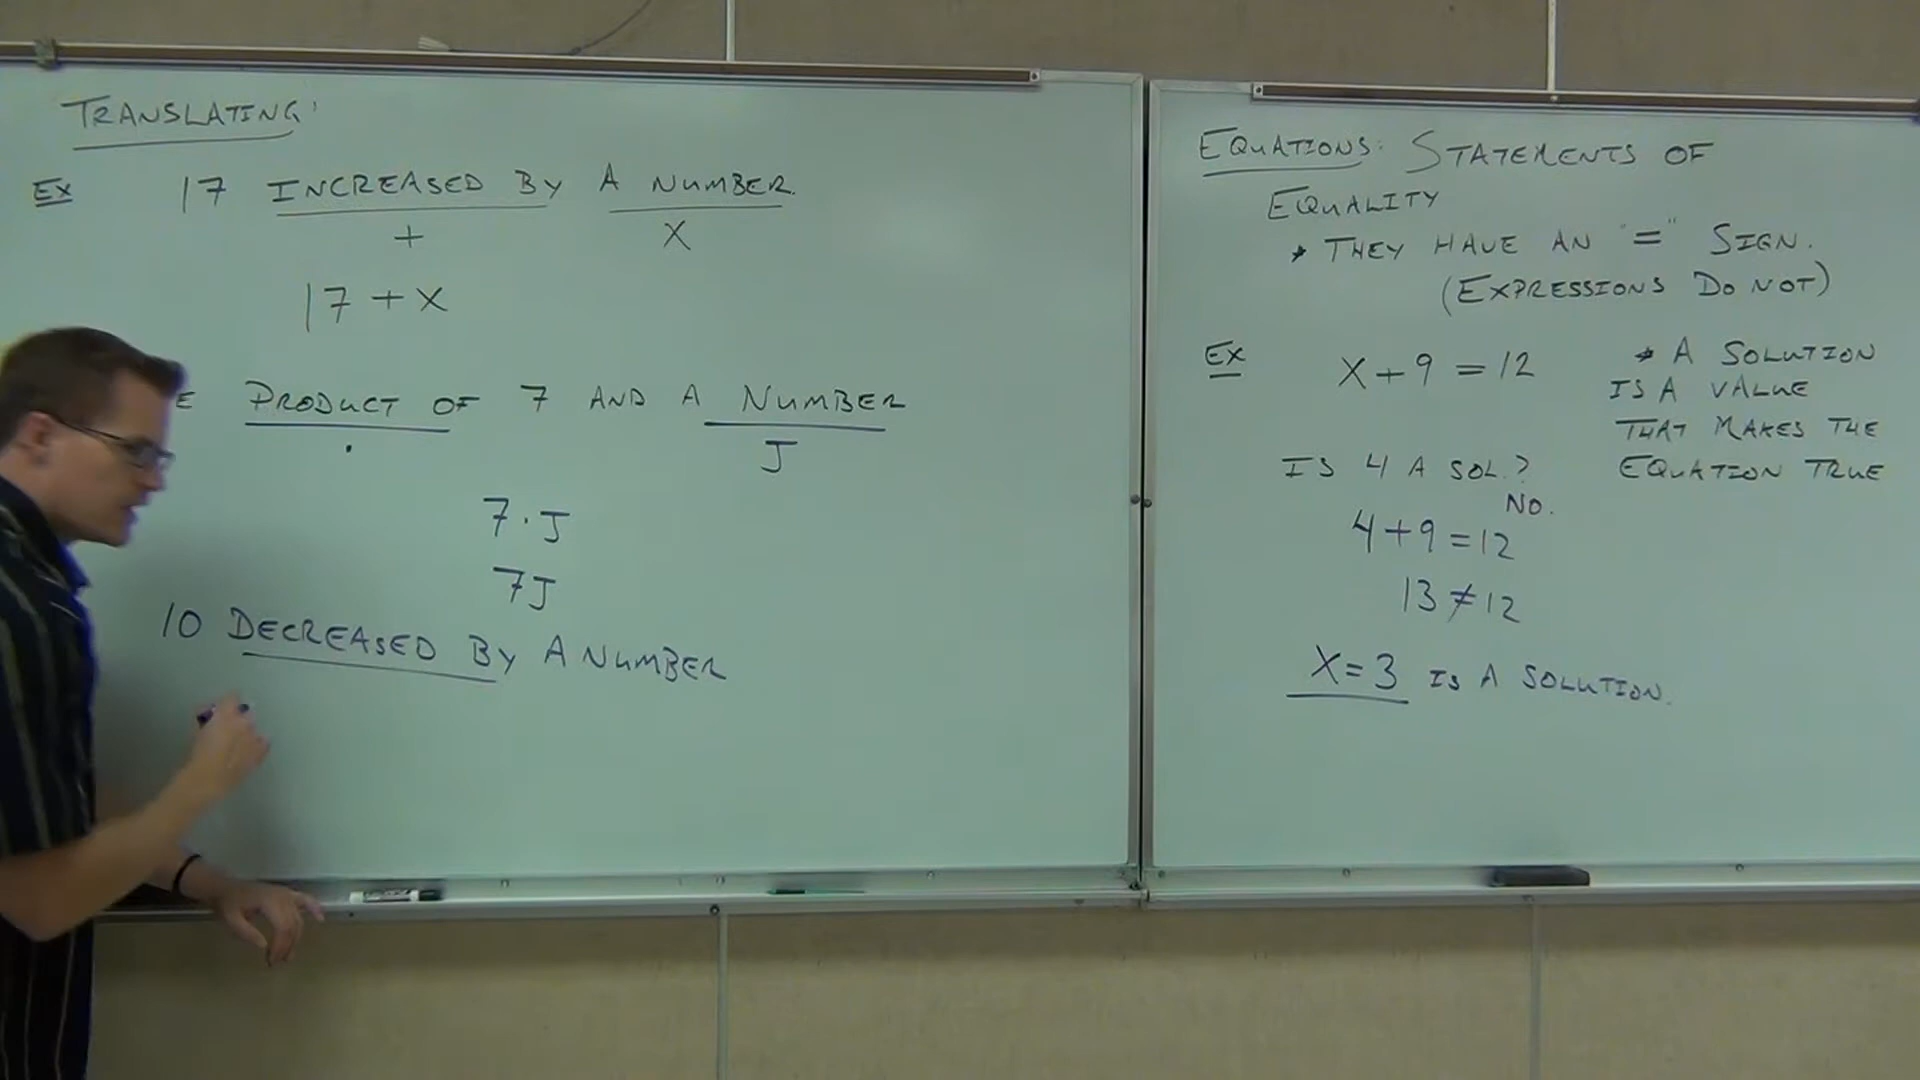 TRANSLATING:
EX 17 INCREASED BY A NUMBER.
+ X
17 + X
E PRODUCT OF 7 AND A NUMBER
· J
7 · J
7J
10 DECREASED BY A NUMBER
EQUATIONS: STATEMENTS OF
EQUALITY
* THEY HAVE AN "=" SIGN.
(EXPRESSIONS DO NOT)
EX X + 9 = 12
* A SOLUTION
IS A VALUE
THAT MAKES THE
EQUATION TRUE
IS 4 A SOL.?
NO.
4 + 9 = 12
13 ≠ 12
X = 3 IS A SOLUTION.